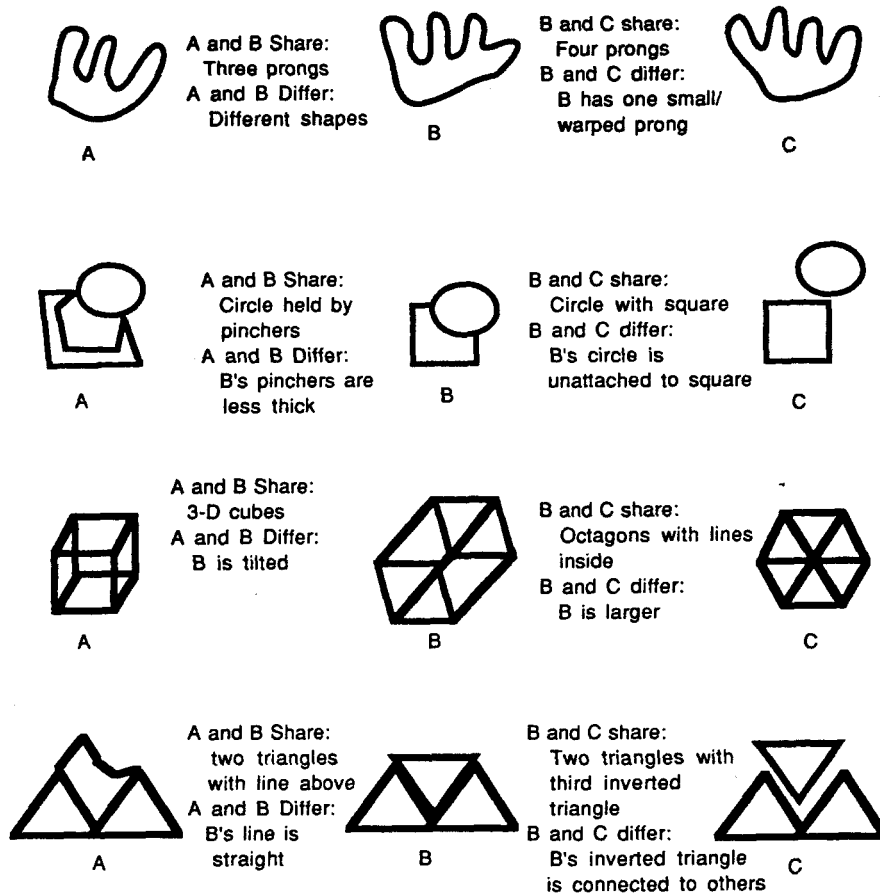 A and B Share:
Three prongs
A and B Differ:
Different shapes
B and C share:
Four prongs
B and C differ:
B has one small/
warped prong
A
B
C
A and B Share:
Circle held by
pinchers
A and B Differ:
B's pinchers are
less thick
B and C share:
Circle with square
B and C differ:
B's circle is
unattached to square
A
B
C
A and B Share:
3-D cubes
A and B Differ:
B is tilted
B and C share:
Octagons with lines
inside
B and C differ:
B is larger
A
B
C
A and B Share:
two triangles
with line above
A and B Differ:
B's line is
straight
B and C share:
Two triangles with
third inverted
triangle
B and C differ:
B's inverted triangle
is connected to others
A
B
C